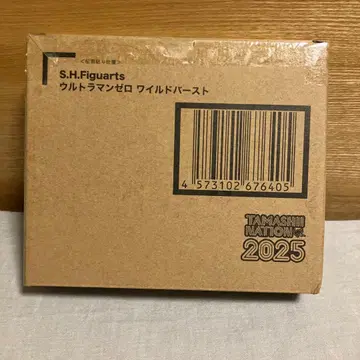 S.H.Figuarts
ウルトラマンゼロ ワイルドバースト
4 573102 676405
TAMASHII
NATION
2025